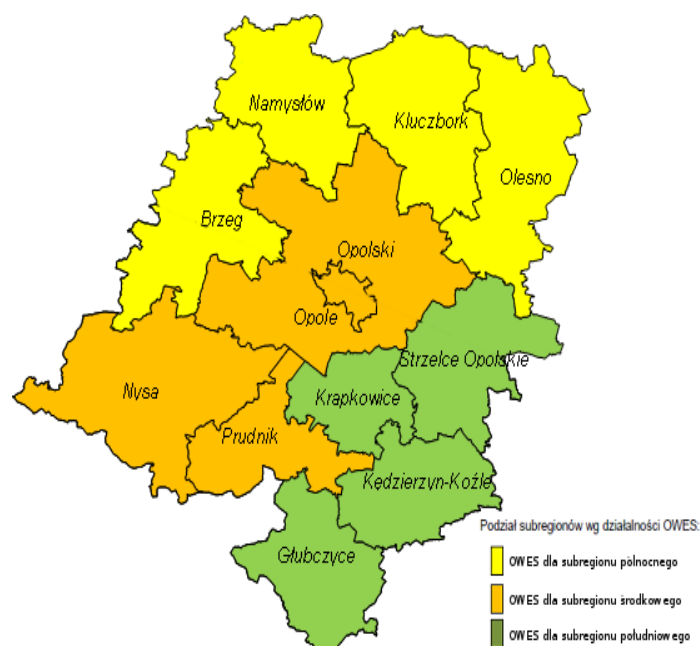 Namysłów
Kluczbork
Olesno
Brzeg
Opolski
Opole
Strzelce Opolskie
Nysa
Krapkowice
Prudnik
Kędzierzyn-Koźle
Głubczyce
Podział subregionów wg działalności OWES:
OWES dla subregionu północnego
OWES dla subregionu środkowego
OWES dla subregionu południowego